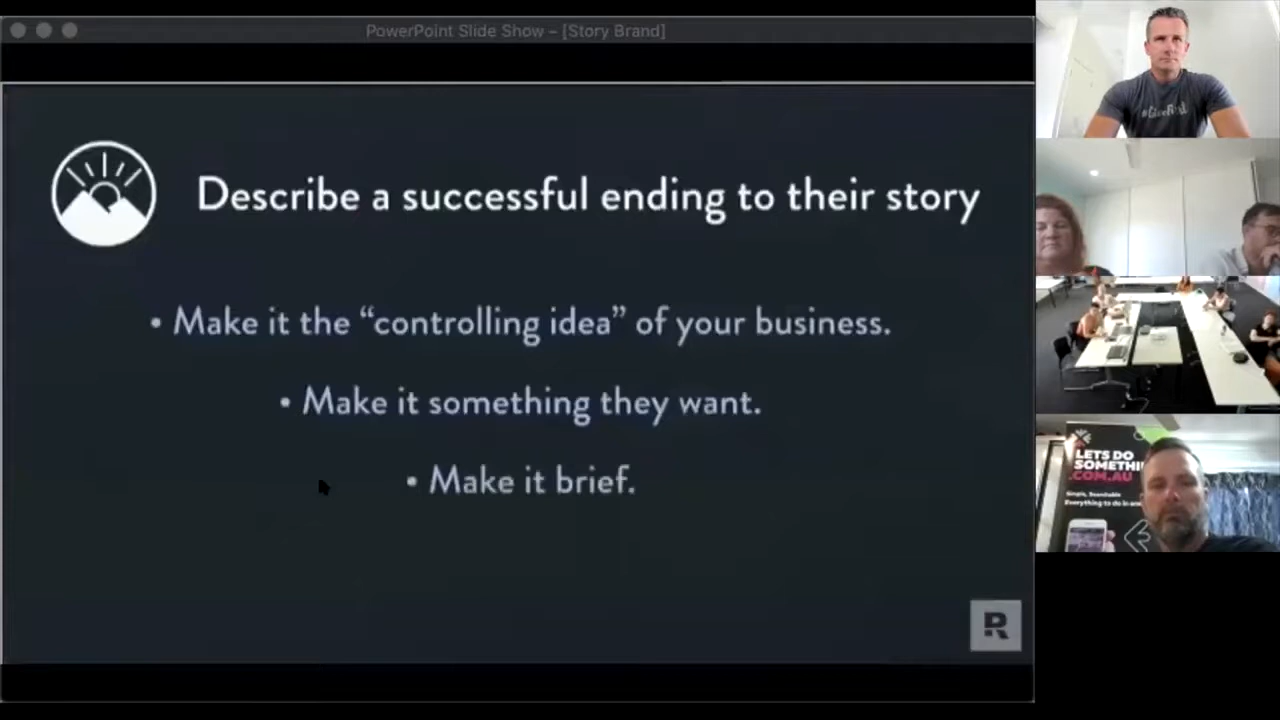 PowerPoint Slide Show – [Story Brand]
Describe a successful ending to their story
• Make it the “controlling idea” of your business.
• Make it something they want.
• Make it brief.
R
LETS DO
.COM.AU